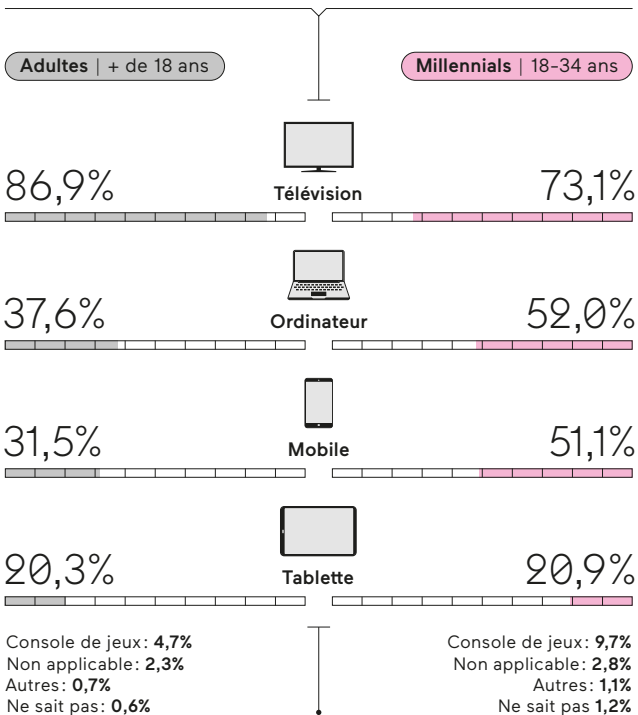 Adultes | + de 18 ans
Millennials | 18-34 ans
86,9%
Télévision
73,1%
37,6%
Ordinateur
52,0%
31,5%
Mobile
51,1%
20,3%
Tablette
20,9%
Console de jeux: 4,7%
Non applicable: 2,3%
Autres: 0,7%
Ne sait pas: 0,6%
Console de jeux: 9,7%
Non applicable: 2,8%
Autres: 1,1%
Ne sait pas 1,2%